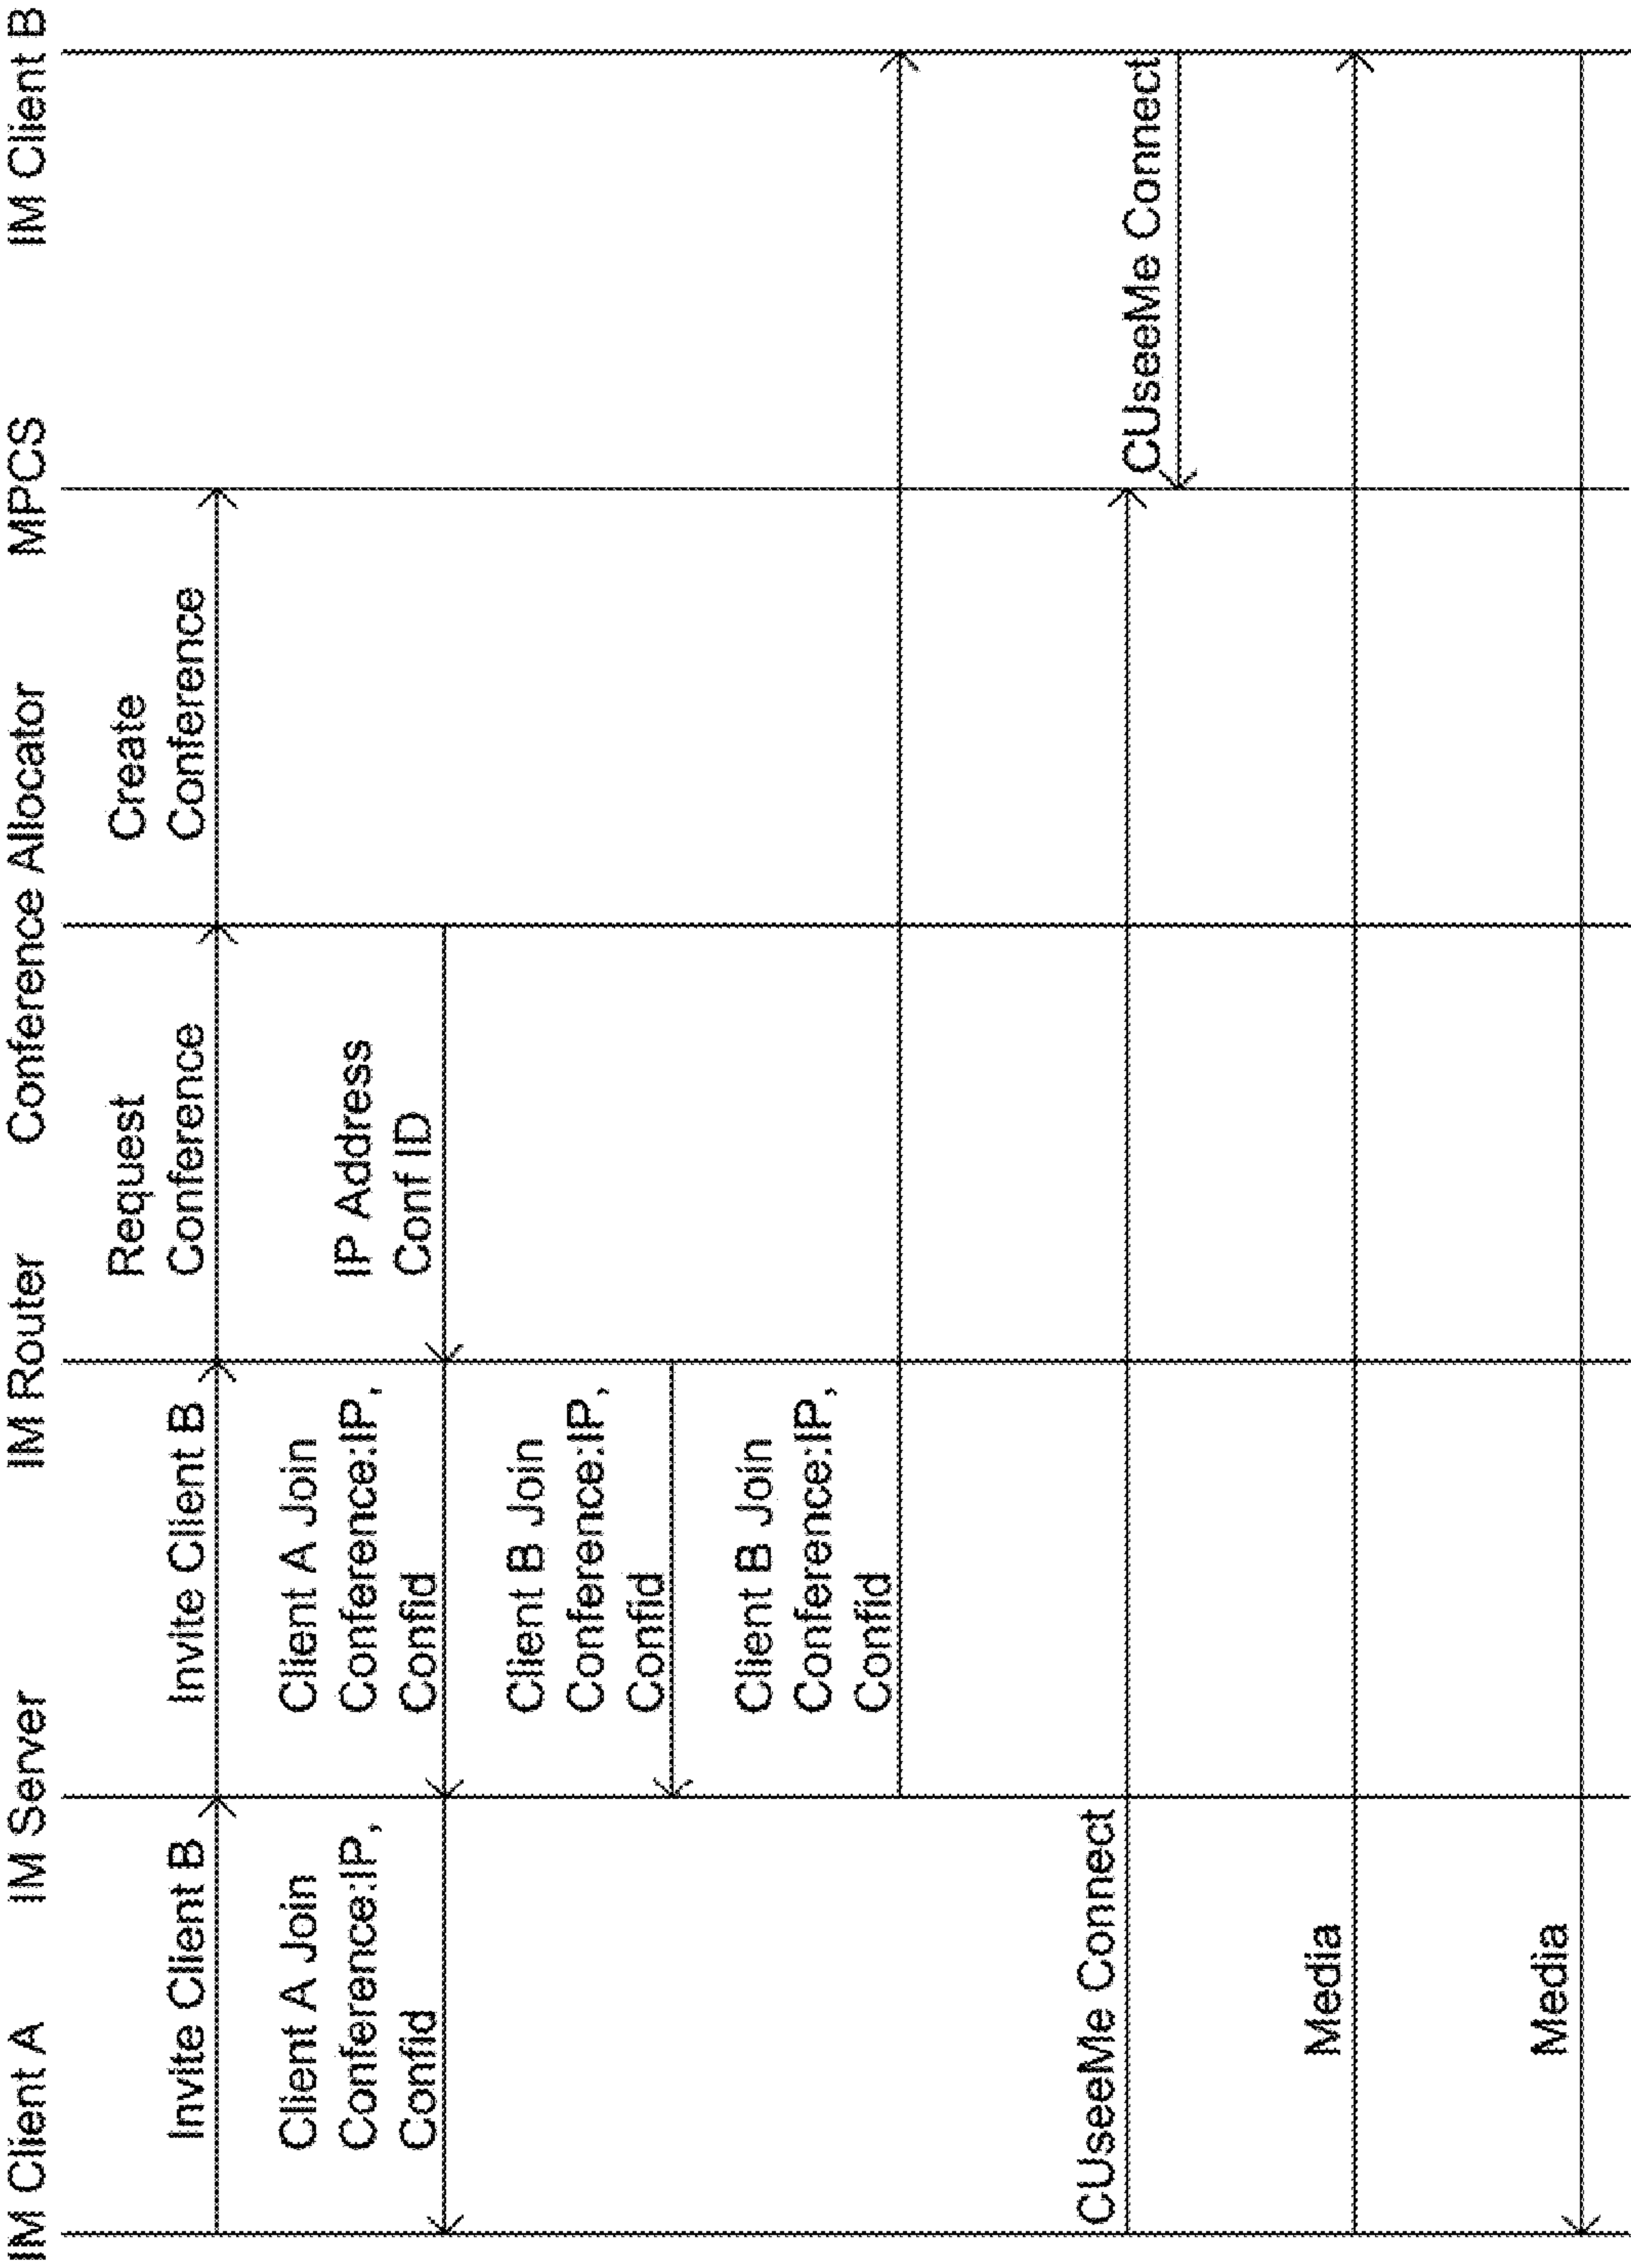 IM Client A
IM Server
IM Router
Conference Allocator
MPCS
IM Client B
Invite Client B
Invite Client B
Request
Conference
Create
Conference
Client A Join
Conference:IP,
Confid
Client A Join
Conference:IP,
Confid
IP Address
Conf ID
Client B Join
Conference:IP,
Confid
Client B Join
Conference:IP,
Confid
CUseeMe Connect
CUseeMe Connect
Media
Media